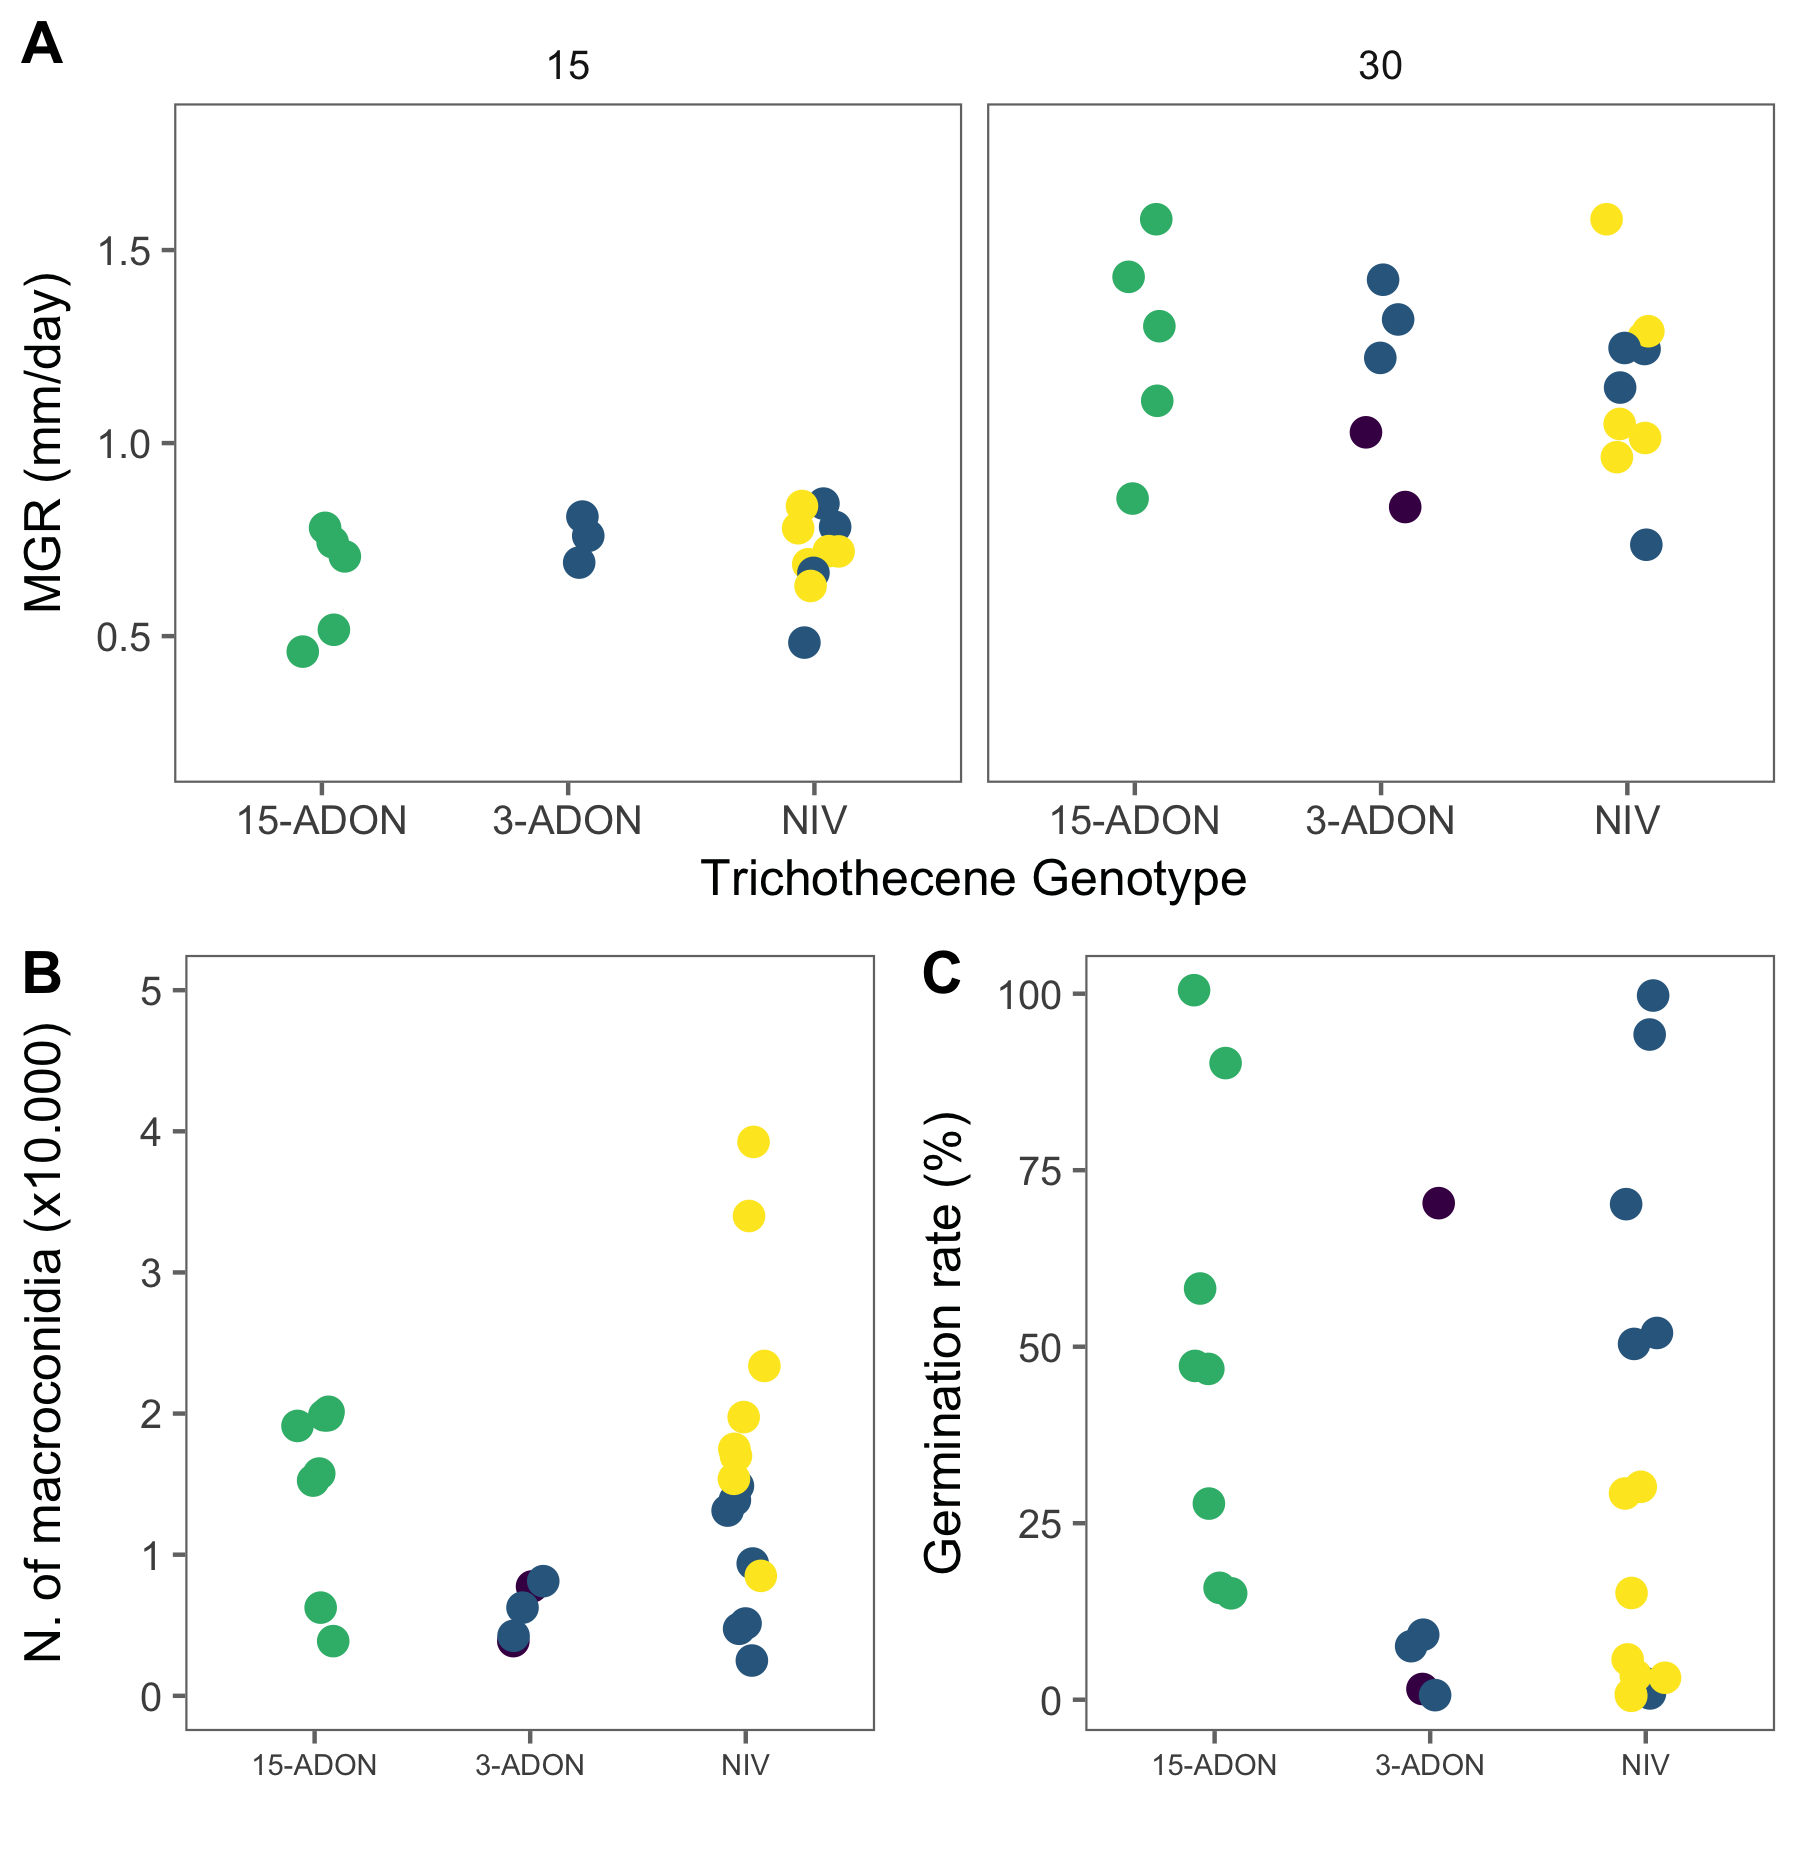 A
15 30
1.5
1.0
0.5
MGR (mm/day)
15-ADON 3-ADON NIV 15-ADON 3-ADON NIV
Trichothecene Genotype
B
5
4
3
2
1
0
N. of macroconidia (x10.000)
15-ADON 3-ADON NIV
C
100
75
50
25
0
Germination rate (%)
15-ADON 3-ADON NIV